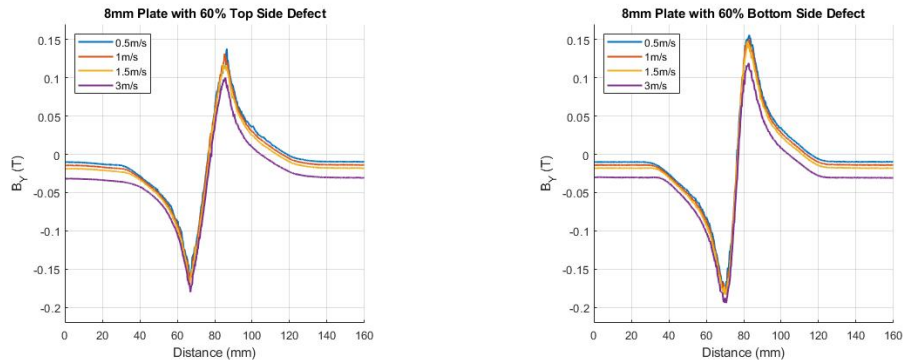 8mm Plate with 60% Top Side Defect
0.15
0.1
0.05
0
-0.05
-0.1
-0.15
-0.2
B_Y (T)
0.5m/s
1m/s
1.5m/s
3m/s
0 20 40 60 80 100 120 140 160
Distance (mm)
8mm Plate with 60% Bottom Side Defect
0.15
0.1
0.05
0
-0.05
-0.1
-0.15
-0.2
B_Y (T)
0.5m/s
1m/s
1.5m/s
3m/s
0 20 40 60 80 100 120 140 160
Distance (mm)